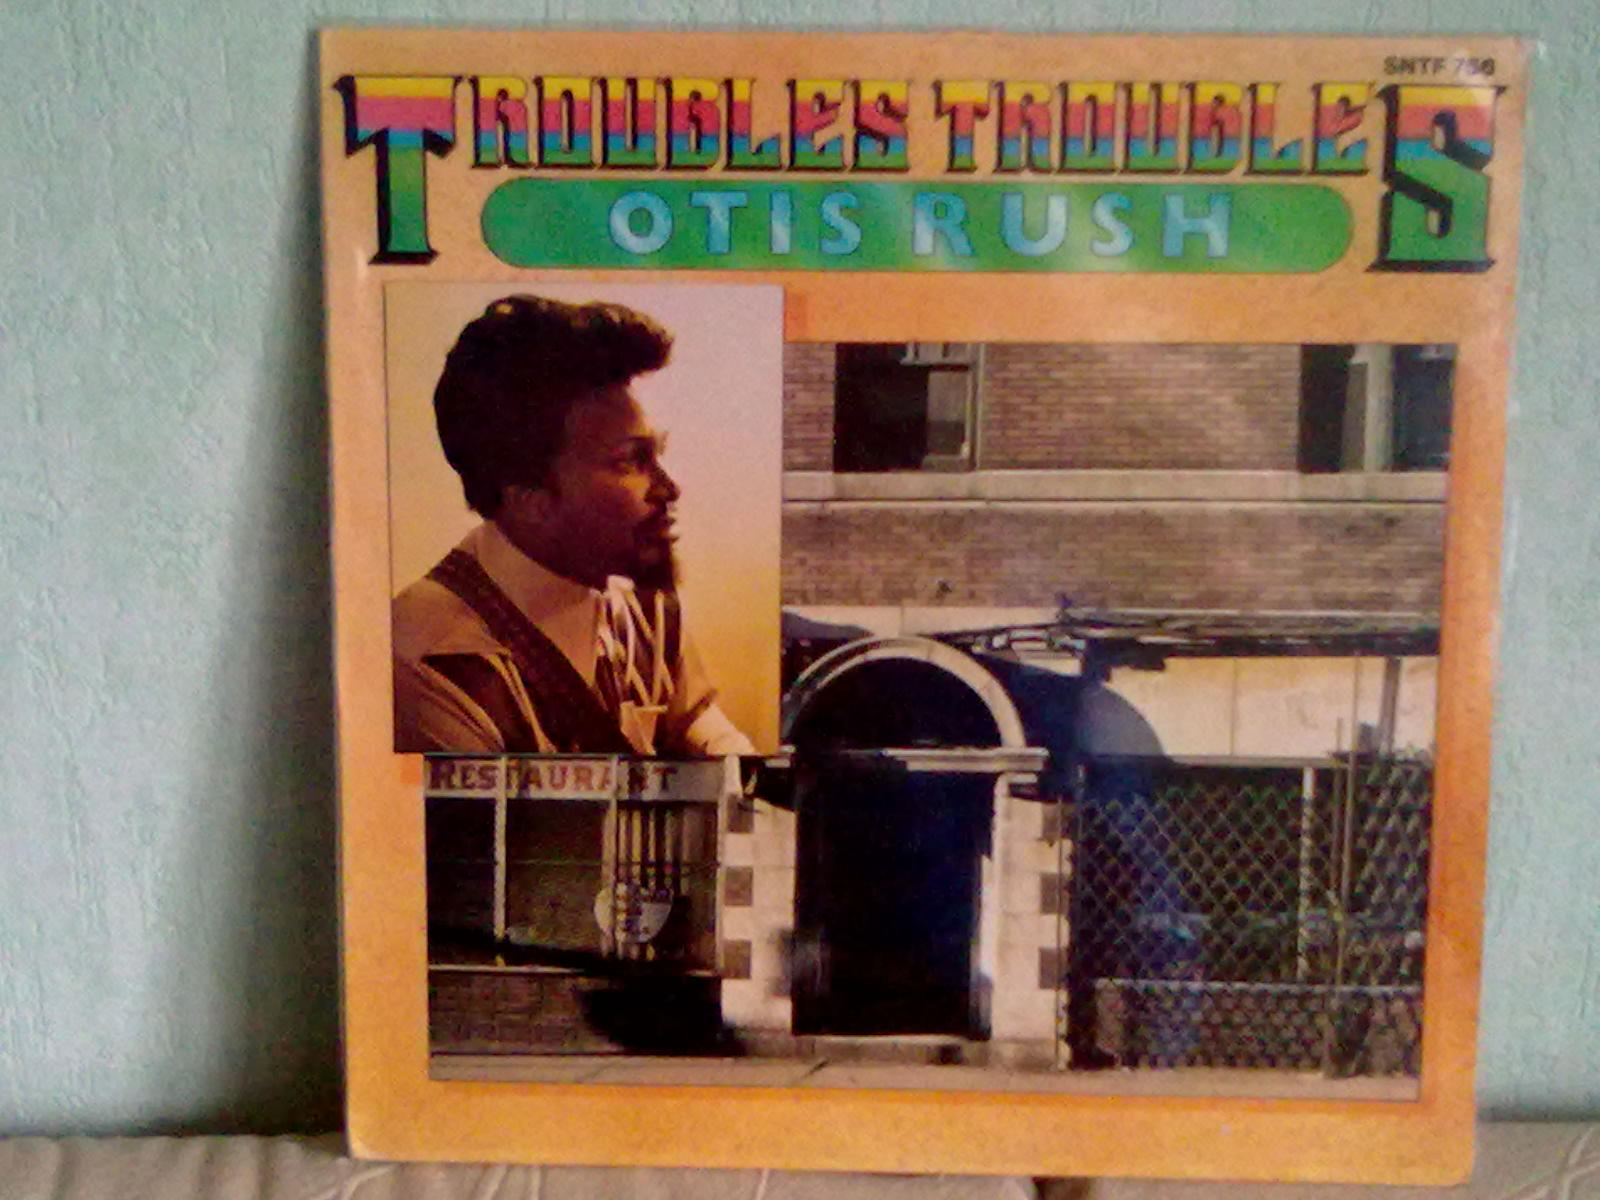 SNTF 756
TROUBLES TROUBLES
OTIS RUSH
RESTAURANT